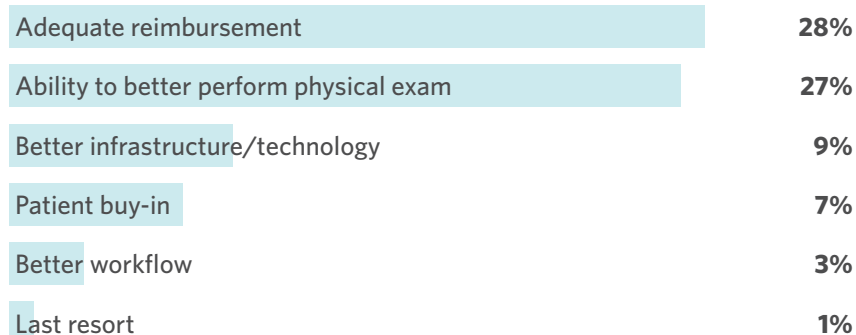 Adequate reimbursement 28%
Ability to better perform physical exam 27%
Better infrastructure/technology 9%
Patient buy-in 7%
Better workflow 3%
Last resort 1%